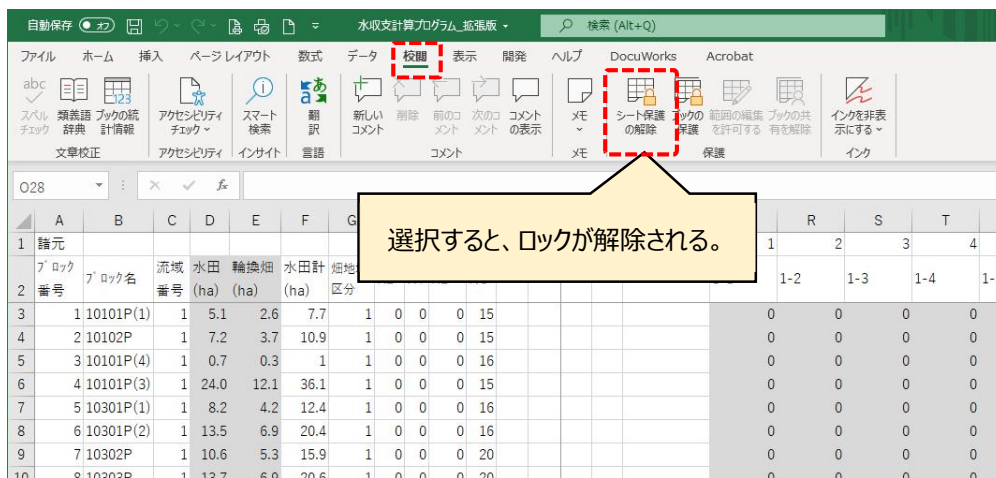 自動保存 オフ 水収支計算プログラム_拡張版 検索 (Alt+Q)
ファイル ホーム 挿入 ページ レイアウト 数式 データ 校閲 表示 開発 ヘルプ DocuWorks Acrobat
abc
スペル チェック 類義語 辞典 ブックの統計情報 アクセシビリティ チェック スマート 検索 翻訳 新しい コメント 削除 前のコメント 次のコメント コメントの表示 メモ シート保護の解除 ブックの保護 範囲の編集を許可する ブックの共有を解除 インクを非表示にする
文章校正 アクセシビリティ インサイト 言語 コメント メモ 保護 インク
O28 fx
選択すると、ロックが解除される。
A B C D E F G R S T
1 諸元 1 2 3 4
2 ブロック番号 ブロック名 流域番号 水田(ha) 輪換畑(ha) 水田計(ha) 区分 1-2 1-3 1-4
3 1 10101P(1) 1 5.1 2.6 7.7 1 0 0 0 15 0 0 0 0
4 2 10102P 1 7.2 3.7 10.9 1 0 0 0 15 0 0 0 0
5 3 10101P(4) 1 0.7 0.3 1 1 0 0 0 16 0 0 0 0
6 4 10101P(3) 1 24.0 12.1 36.1 1 0 0 0 15 0 0 0 0
7 5 10301P(1) 1 8.2 4.2 12.4 1 0 0 0 16 0 0 0 0
8 6 10301P(2) 1 13.5 6.9 20.4 1 0 0 0 16 0 0 0 0
9 7 10302P 1 10.6 5.3 15.9 1 0 0 0 20 0 0 0 0
10 8 10303P 1 13.7 6.9 20.6 1 0 0 0 20 0 0 0 0